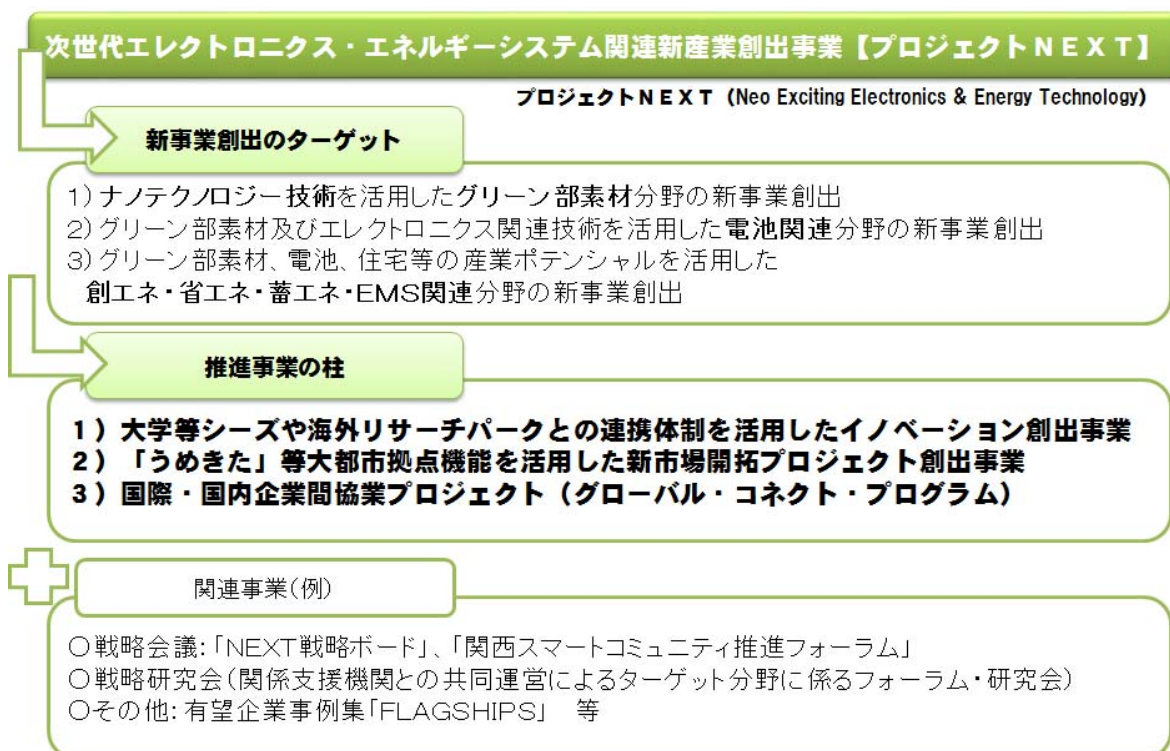 次世代エレクトロニクス・エネルギーシステム関連新産業創出事業【プロジェクトNEXT】
プロジェクトNEXT (Neo Exciting Electronics & Energy Technology)
新事業創出のターゲット
1) ナノテクノロジー技術を活用したグリーン部素材分野の新事業創出
2) グリーン部素材及びエレクトロニクス関連技術を活用した電池関連分野の新事業創出
3) グリーン部素材、電池、住宅等の産業ポテンシャルを活用した
創エネ・省エネ・蓄エネ・EMS関連分野の新事業創出
推進事業の柱
1) 大学等シーズや海外リサーチパークとの連携体制を活用したイノベーション創出事業
2) 「うめきた」等大都市拠点機能を活用した新市場開拓プロジェクト創出事業
3) 国際・国内企業間協業プロジェクト(グローバル・コネクト・プログラム)
関連事業(例)
○戦略会議:「NEXT戦略ボード」、「関西スマートコミュニティ推進フォーラム」
○戦略研究会(関係支援機関との共同運営によるターゲット分野に係るフォーラム・研究会)
○その他: 有望企業事例集「FLAGSHIPS」 等